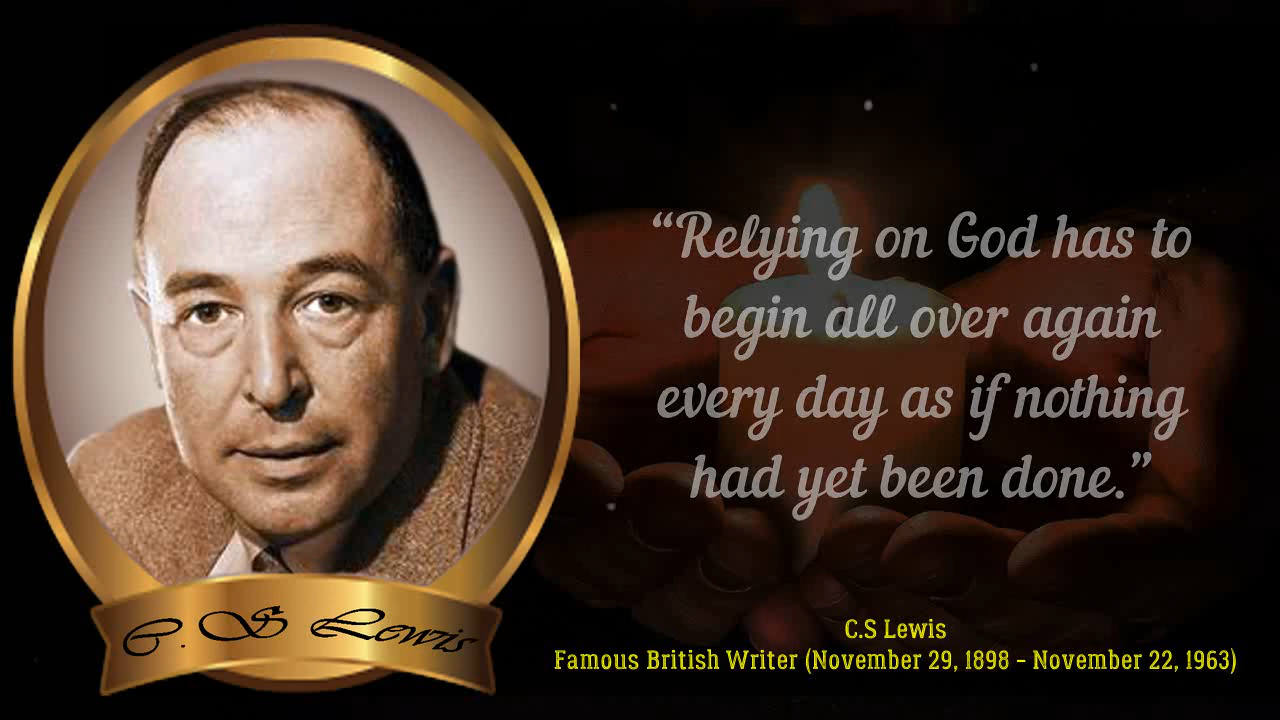 “Relying on God has to
begin all over again
every day as if nothing
had yet been done.”
C. S Lewis
C.S Lewis
Famous British Writer (November 29, 1898 - November 22, 1963)